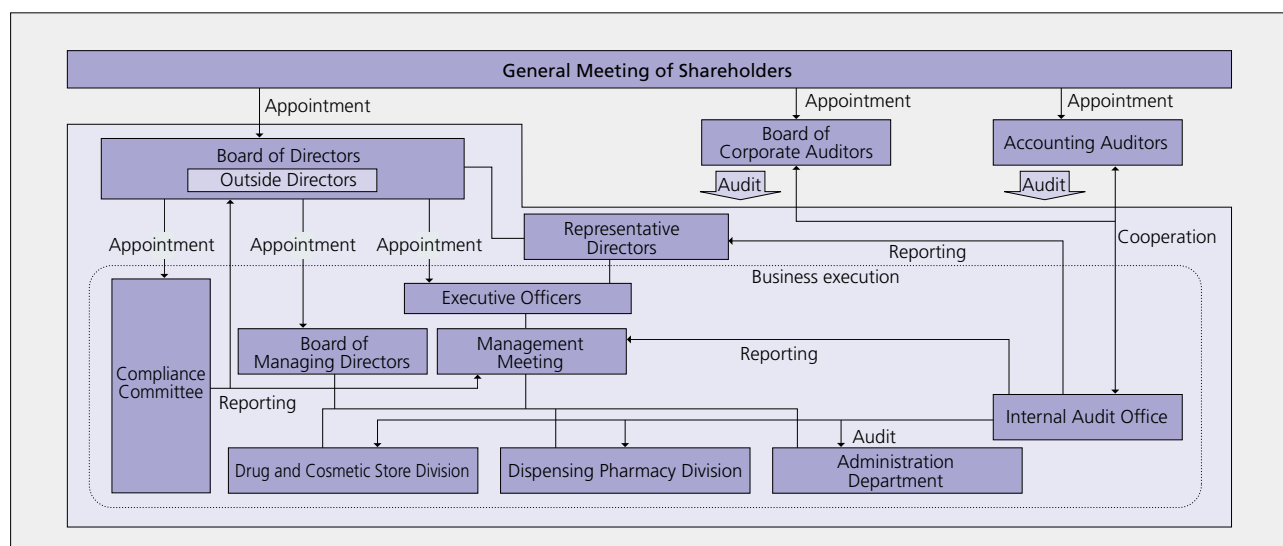 General Meeting of Shareholders
Appointment
Appointment
Appointment
Board of Directors
Outside Directors
Board of
Corporate Auditors
Accounting Auditors
Audit
Audit
Appointment
Appointment
Appointment
Representative
Directors
Reporting
Cooperation
Business execution
Executive Officers
Board of
Managing Directors
Management
Meeting
Reporting
Compliance
Committee
Reporting
Internal Audit Office
Audit
Drug and Cosmetic Store Division
Dispensing Pharmacy Division
Administration
Department